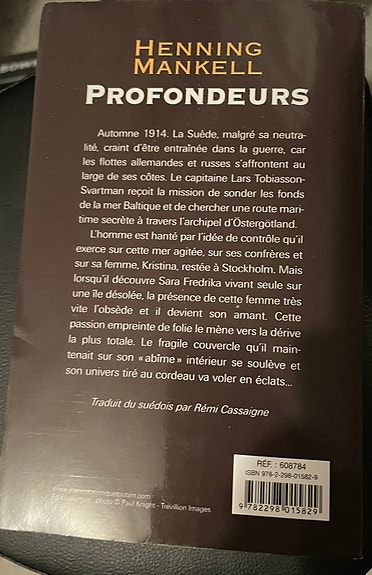 HENNING
MANKELL
PROFONDEURS
Automne 1914. La Suède, malgré sa neutra-
lité, craint d'être entraînée dans la guerre, car
les flottes allemandes et russes s'affrontent au
large de ses côtes. Le capitaine Lars Tobiasson-
Svartman reçoit la mission de sonder les fonds
de la mer Baltique et de chercher une route mari-
time secrète à travers l'archipel d'Östergötland.
L'homme est hanté par l'idée de contrôle qu'il
exerce sur cette mer agitée, sur ses confrères et
sur sa femme, Kristina, restée à Stockholm. Mais
lorsqu'il découvre Sara Fredrika vivant seule sur
une île désolée, la présence de cette femme très
vite l'obsède et il devient son amant. Cette
passion empreinte de folie le mène vers la dérive
la plus totale. Le fragile couvercle qu'il main-
tenait sur son « abîme » intérieur se soulève et
son univers tiré au cordeau va voler en éclats...
Traduit du suédois par Rémi Cassaigne
photo © Paul Knight - Trevillion Images
RÉF. : 608784
ISBN 978-2-298-01582-9
9 782298 015829